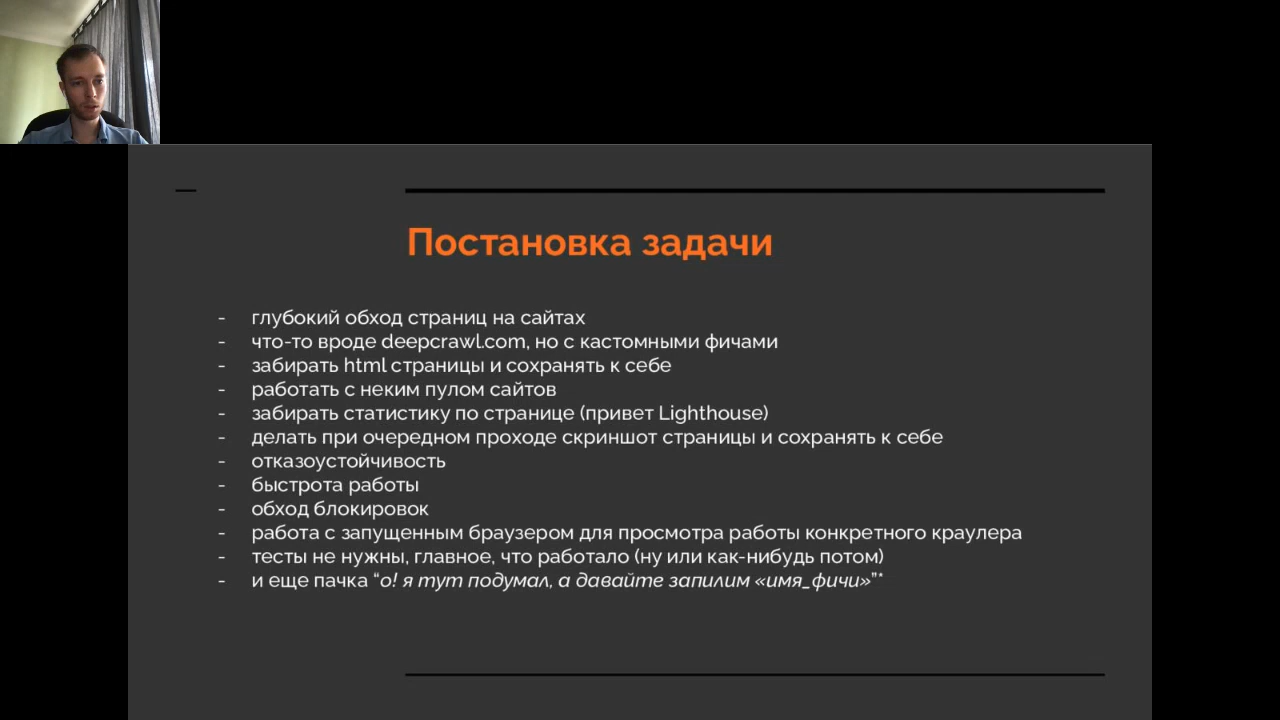 Постановка задачи
- глубокий обход страниц на сайтах
- что-то вроде deepcrawl.com, но с кастомными фичами
- забирать html страницы и сохранять к себе
- работать с неким пулом сайтов
- забирать статистику по странице (привет Lighthouse)
- делать при очередном проходе скриншот страницы и сохранять к себе
- отказоустойчивость
- быстрота работы
- обход блокировок
- работа с запущенным браузером для просмотра работы конкретного краулера
- тесты не нужны, главное, что работало (ну или как-нибудь потом)
- и еще пачка “о! я тут подумал, а давайте запилим «имя_фичи»”*